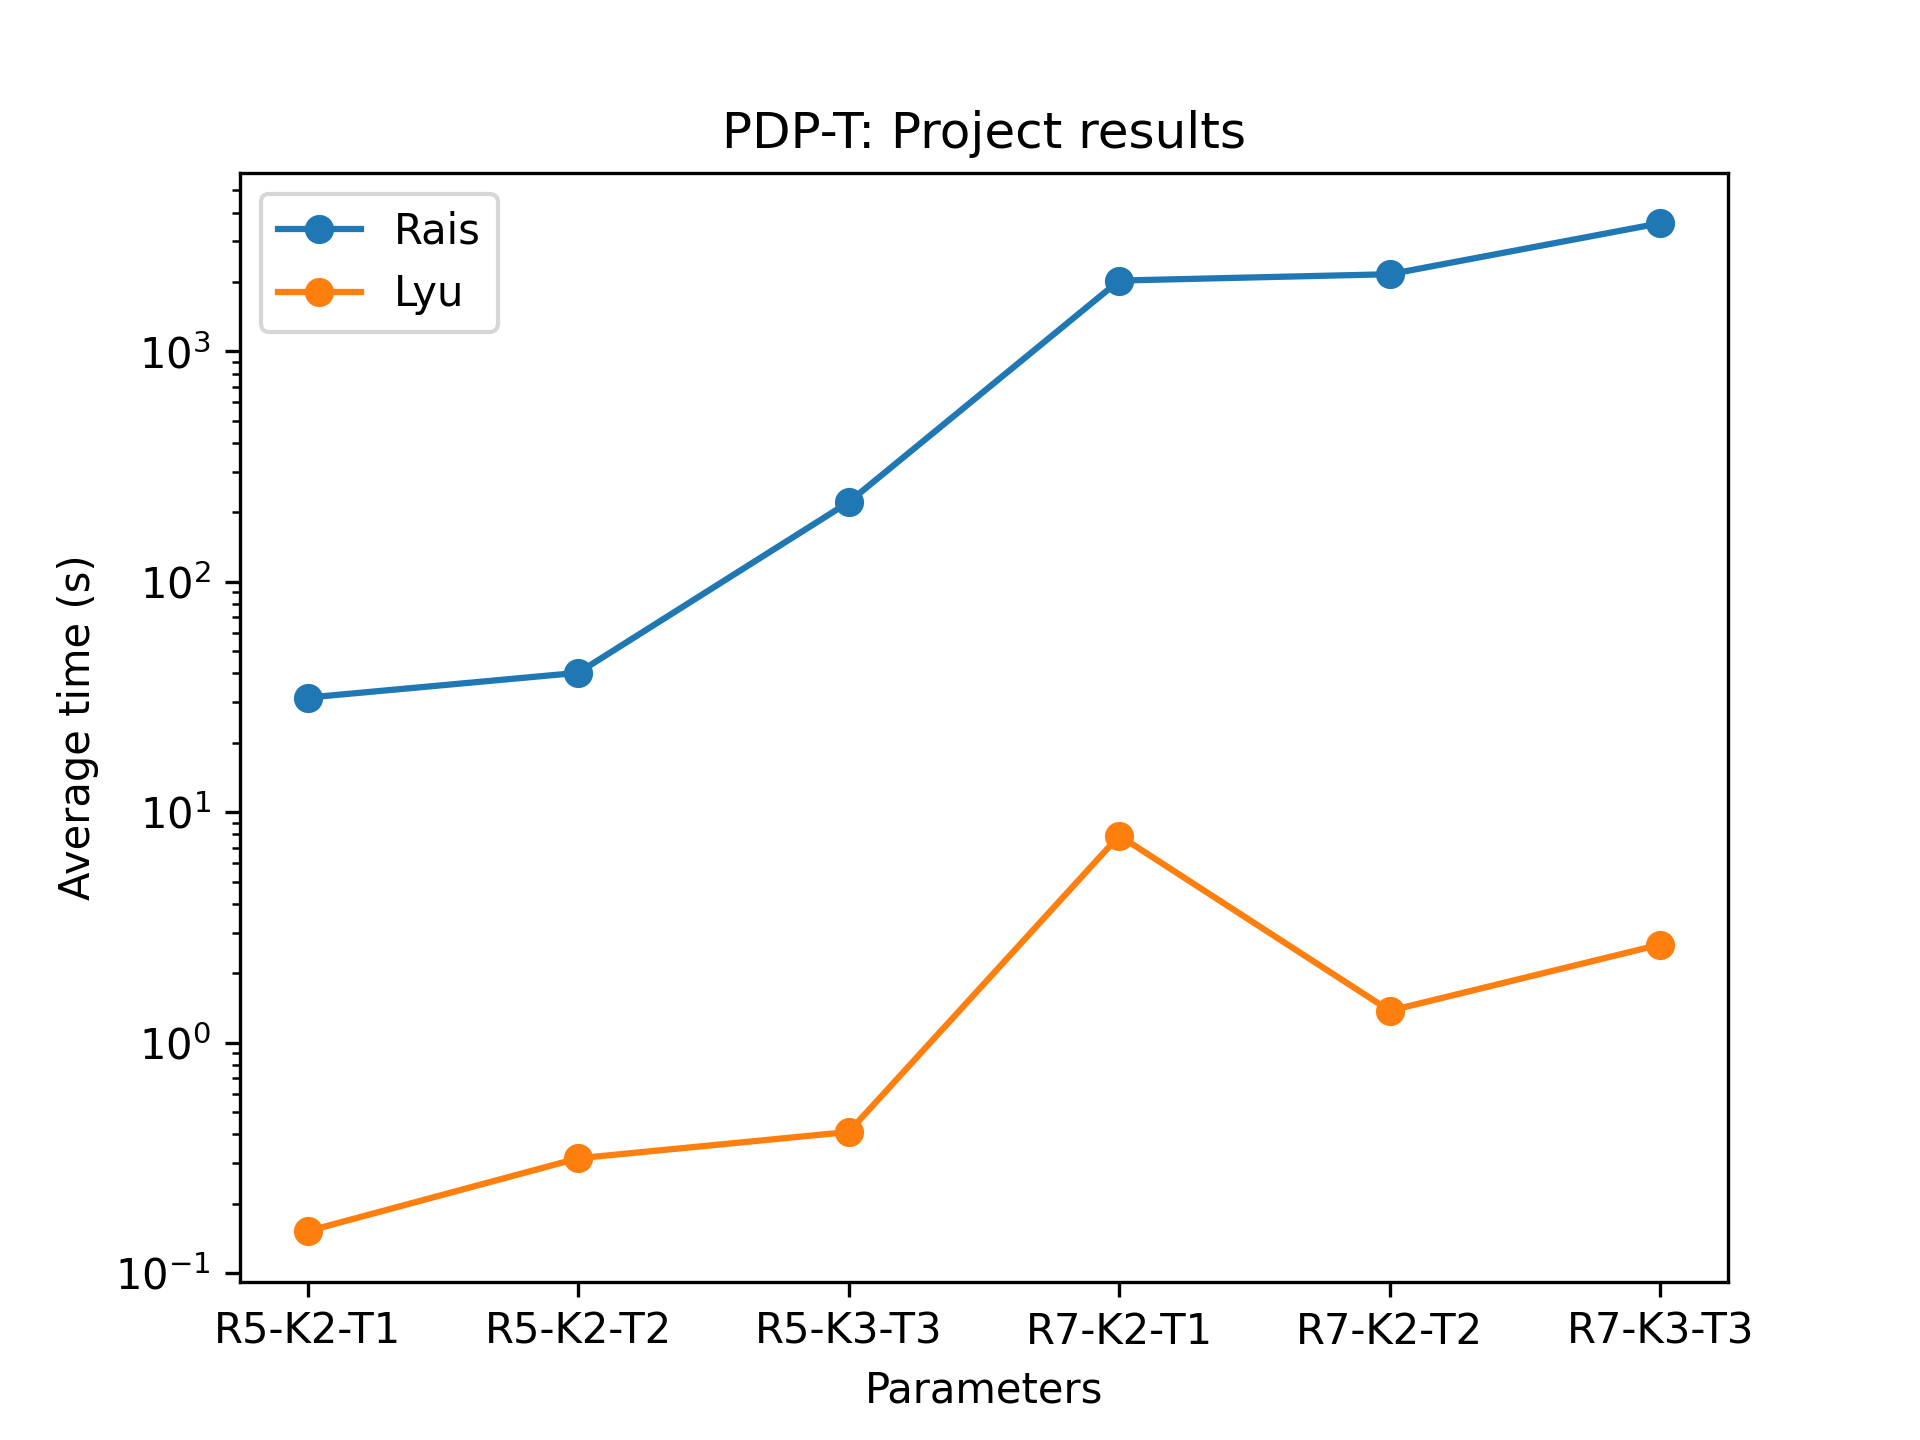 PDP-T: Project results
Rais
Lyu
10³
10²
10¹
10⁰
10⁻¹
Average time (s)
R5-K2-T1 R5-K2-T2 R5-K3-T3 R7-K2-T1 R7-K2-T2 R7-K3-T3
Parameters